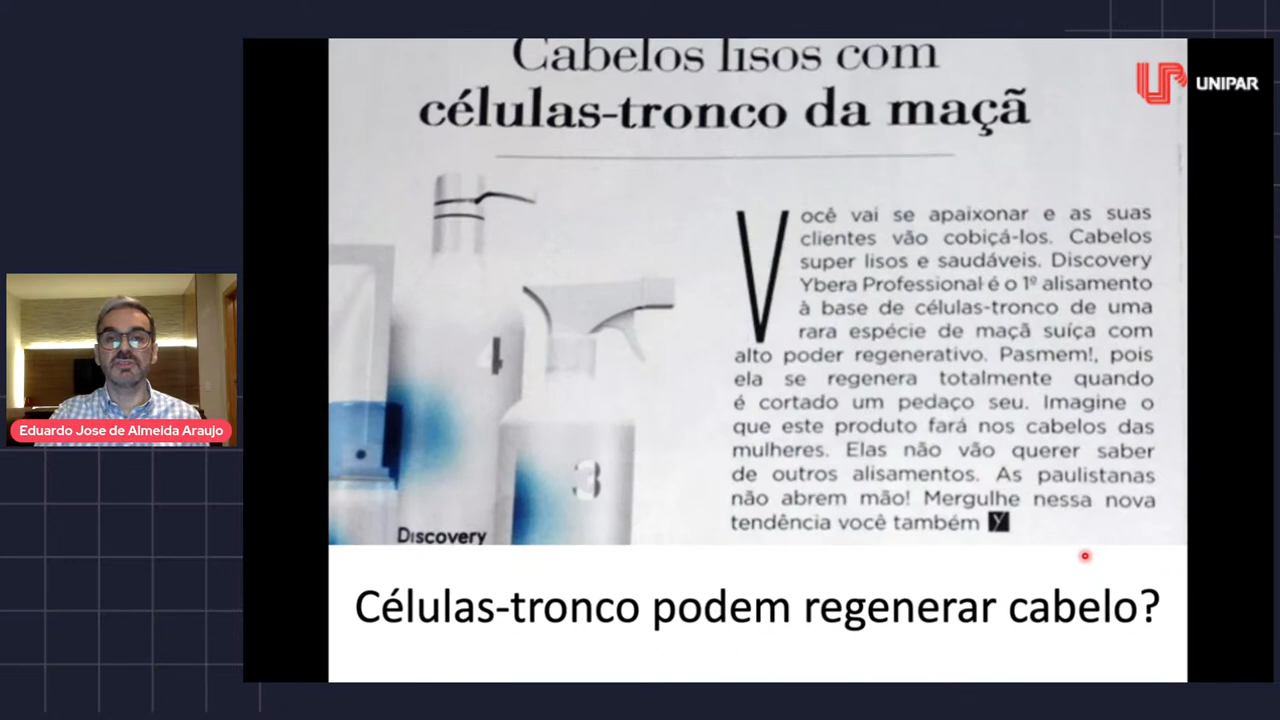 Cabelos lisos com
células-tronco da maçã
UNIPAR
Você vai se apaixonar e as suas
clientes vão cobiçá-los. Cabelos
super lisos e saudáveis. Discovery
Ybera Professional é o 1º alisamento
à base de células-tronco de uma
rara espécie de maçã suíça com
alto poder regenerativo. Pasmem!, pois
ela se regenera totalmente quando
é cortado um pedaço seu. Imagine o
que este produto fará nos cabelos das
mulheres. Elas não vão querer saber
de outros alisamentos. As paulistanas
não abrem mão! Mergulhe nessa nova
tendência você também Y
4
3
Discovery
Eduardo Jose de Almeida Araujo
Células-tronco podem regenerar cabelo?